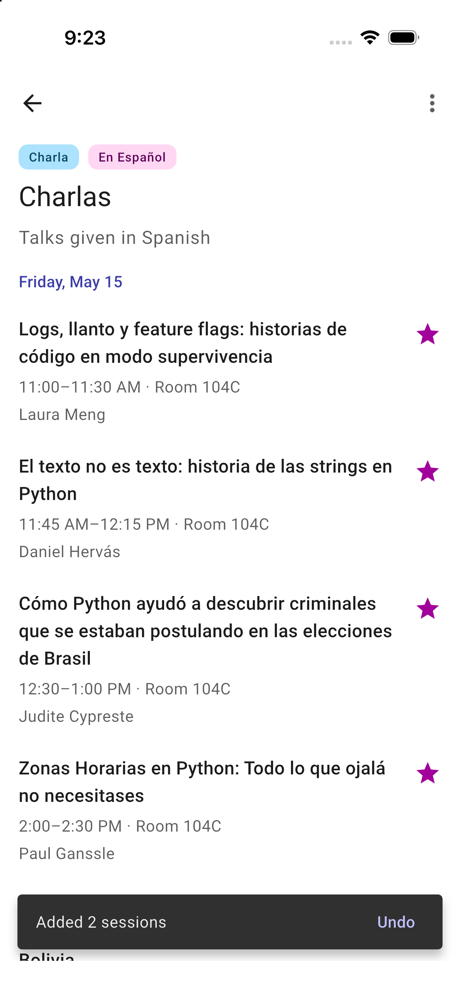 9:23
Charla
En Español
Charlas
Talks given in Spanish
Friday, May 15
Logs, llanto y feature flags: historias de
código en modo supervivencia
11:00–11:30 AM · Room 104C
Laura Meng
El texto no es texto: historia de las strings en
Python
11:45 AM–12:15 PM · Room 104C
Daniel Hervás
Cómo Python ayudó a descubrir criminales
que se estaban postulando en las elecciones
de Brasil
12:30–1:00 PM · Room 104C
Judite Cypreste
Zonas Horarias en Python: Todo lo que ojalá
no necesitases
2:00–2:30 PM · Room 104C
Paul Ganssle
Added 2 sessions
Undo
Bolivia